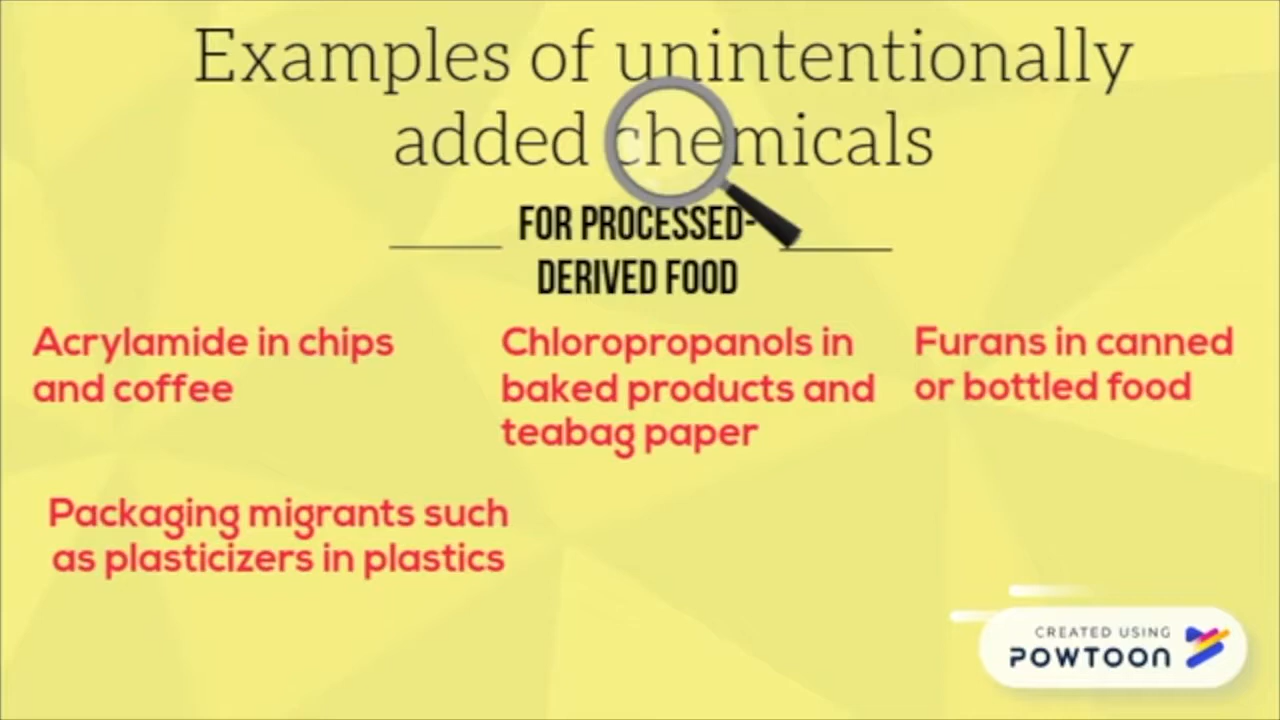 Examples of unintentionally
added chemicals
FOR PROCESSED-
DERIVED FOOD
Acrylamide in chips
and coffee
Chloropropanols in
baked products and
teabag paper
Furans in canned
or bottled food
Packaging migrants such
as plasticizers in plastics
CREATED USING
POWTOON